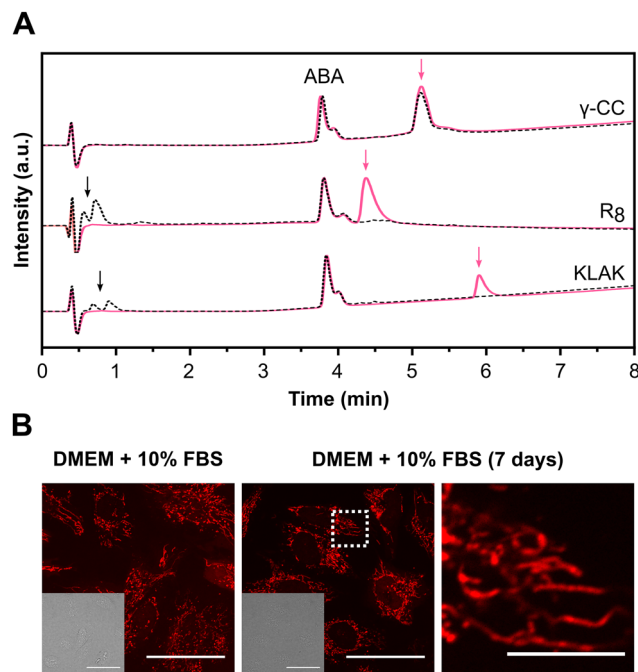 A
Intensity (a.u.)
ABA
γ-CC
R8
KLAK
0 1 2 3 4 5 6 7 8
Time (min)
B
DMEM + 10% FBS
DMEM + 10% FBS (7 days)